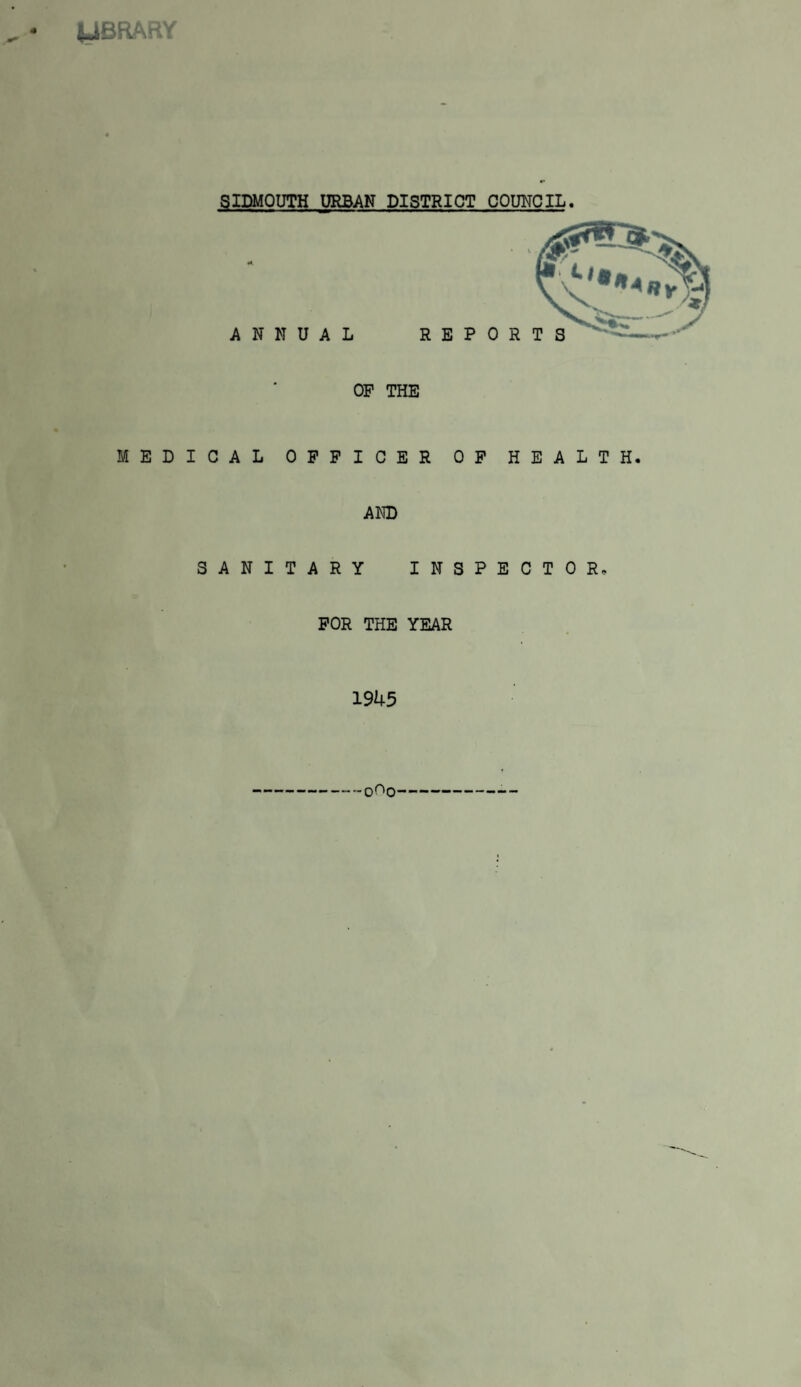 LIBRARY
SIDMOUTH URBAN DISTRICT COUNCIL.
LIBRARY
ANNUAL REPORTS
OF THE
MEDICAL OFFICER OF HEALTH.
AND
SANITARY INSPECTOR.
FOR THE YEAR
1945
-------------o0o-------------